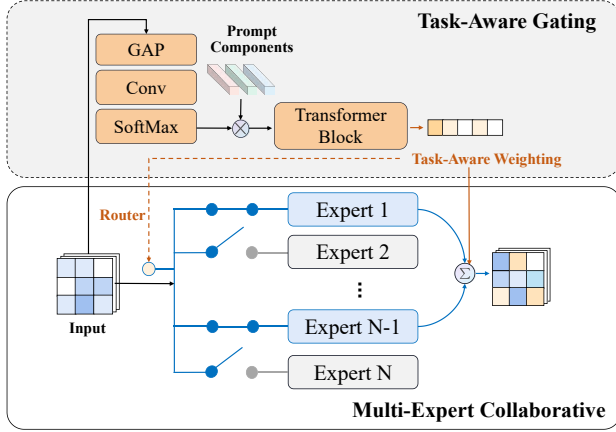 Task-Aware Gating
GAP
Prompt
Components
Conv
SoftMax
Transformer
Block
Task-Aware Weighting
Router
Expert 1
Expert 2
Σ
Input
Expert N-1
Expert N
Multi-Expert Collaborative